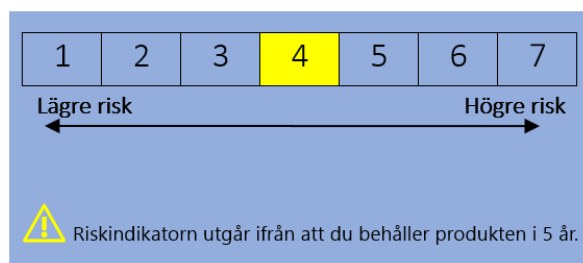 1 2 3 4 5 6 7
Lägre risk Högre risk
Riskindikatorn utgår ifrån att du behåller produkten i 5 år.